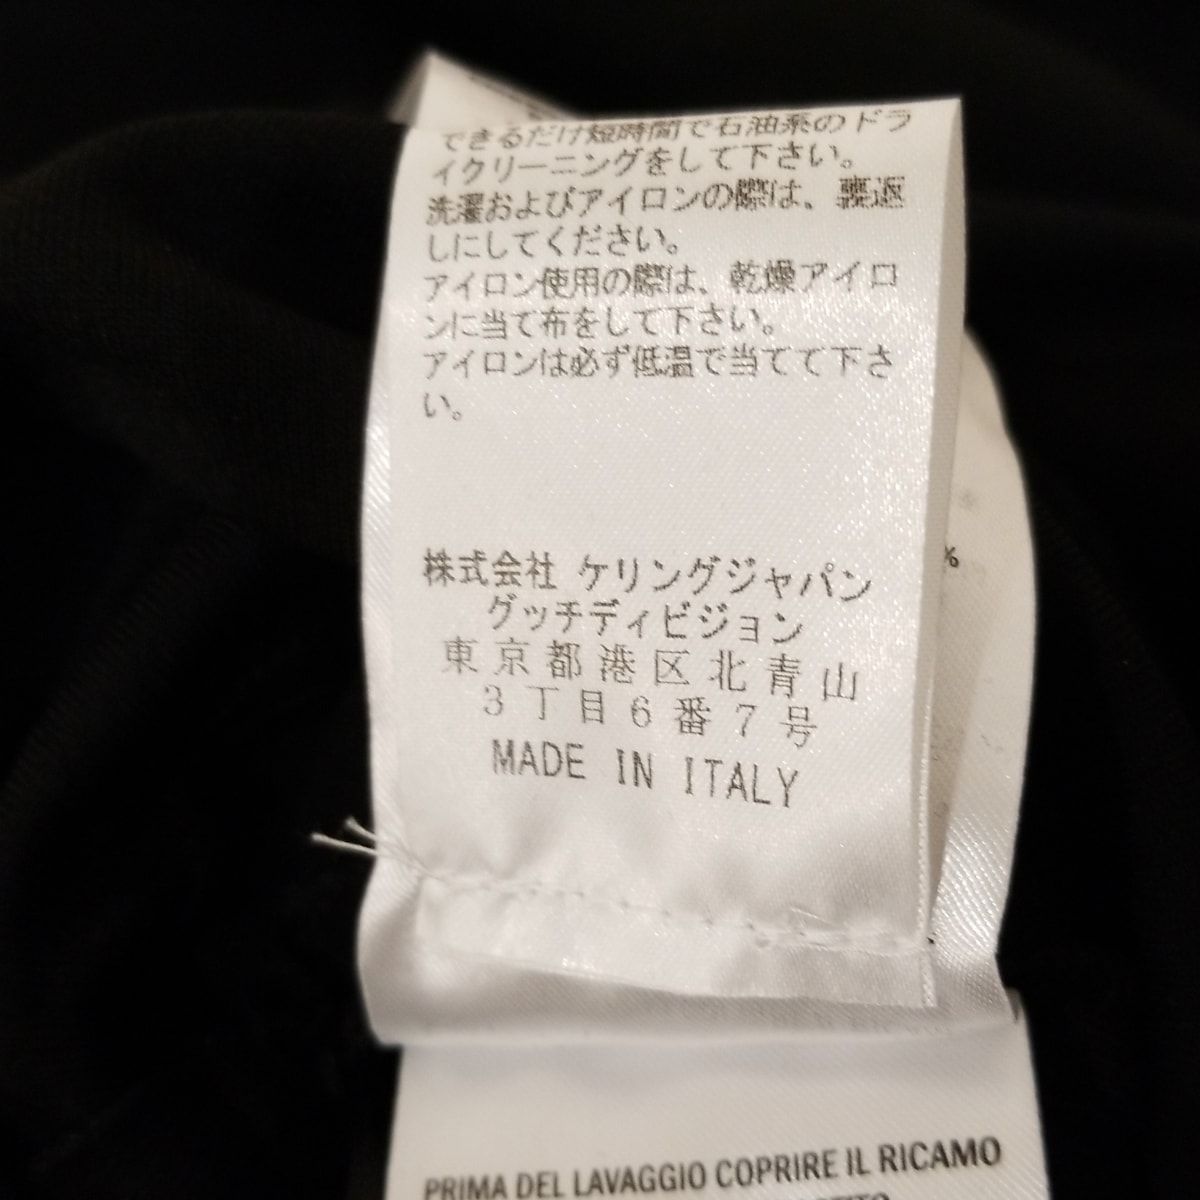 できるだけ短時間で石油系のドラ
イクリーニングをして下さい。
洗濯およびアイロンの際は、裏返
しにしてください。
アイロン使用の際は、乾燥アイロ
ンに当て布をして下さい。
アイロンは必ず低温で当てて下さ
い。
株式会社 ケリングジャパン
グッチディビジョン
東京都港区北青山
3丁目6番7号
MADE IN ITALY
%
PRIMA DEL LAVAGGIO COPRIRE IL RICAMO